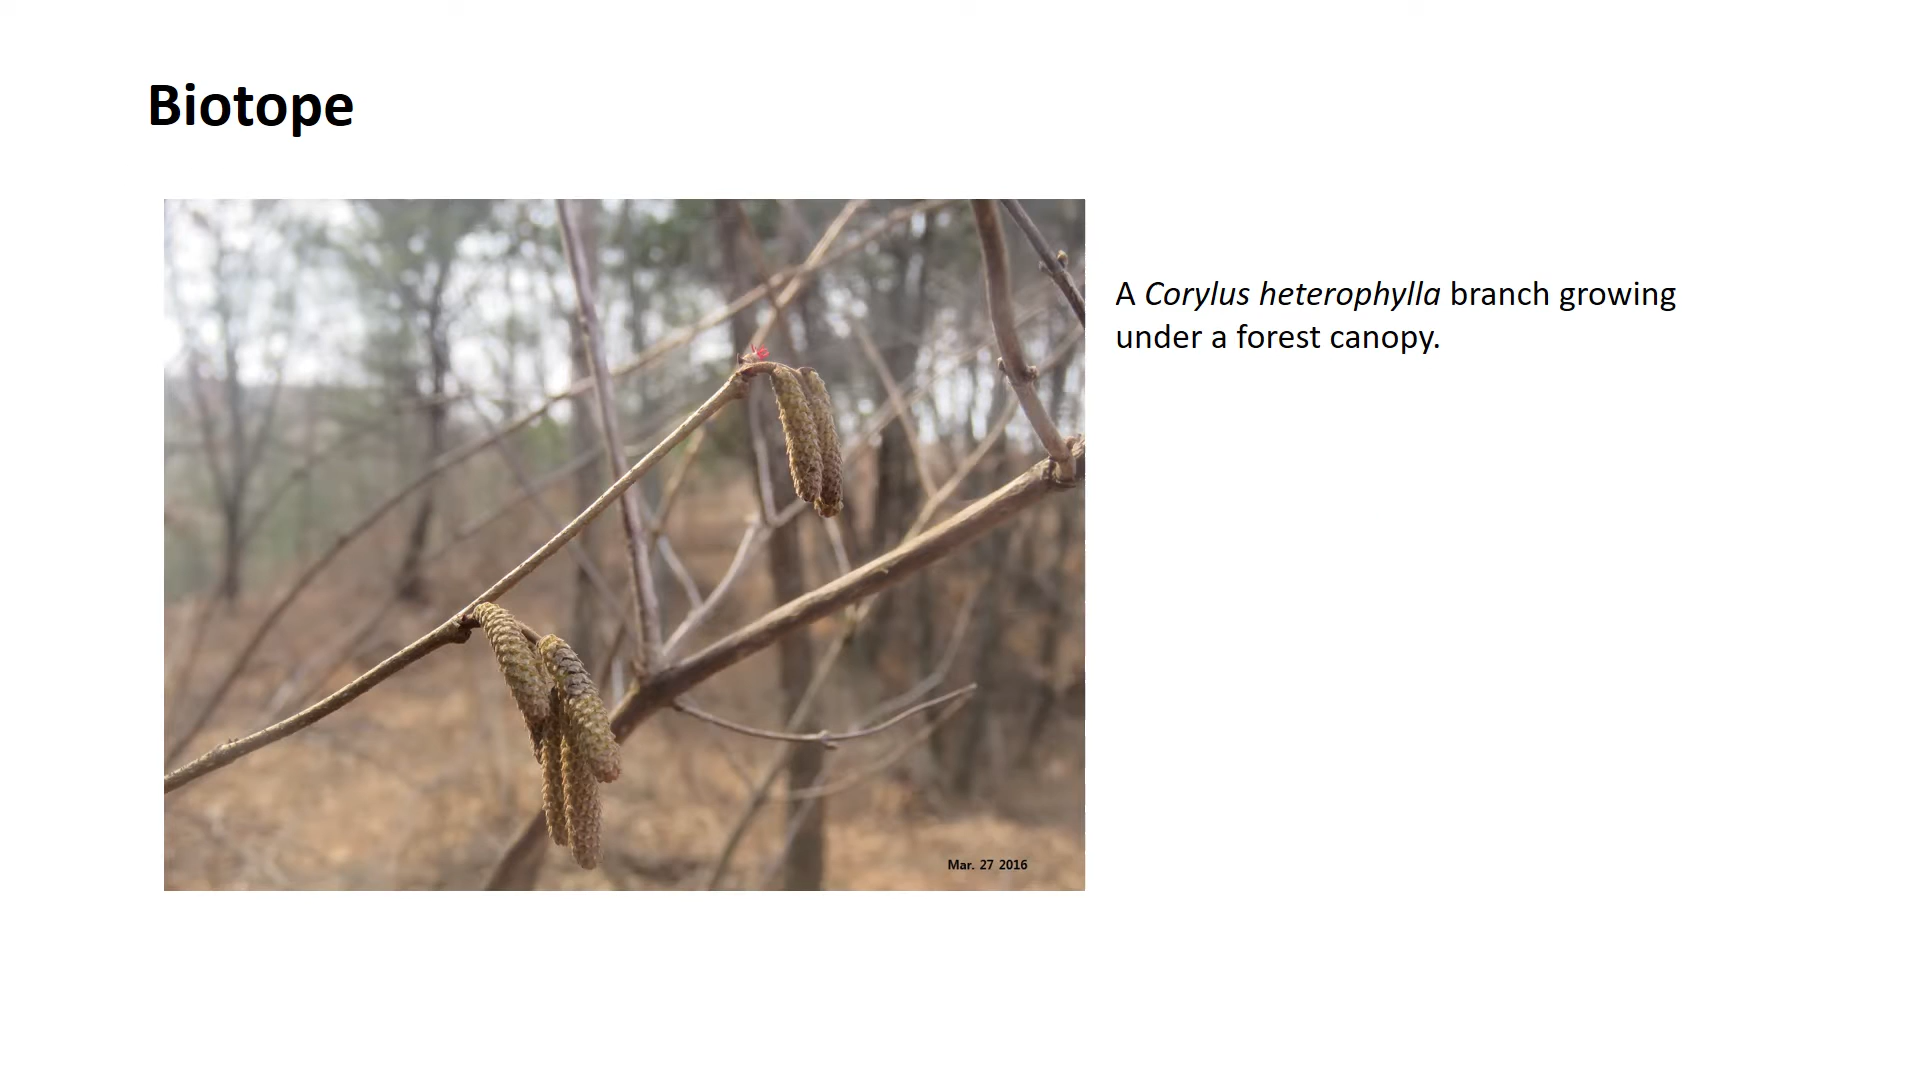 Biotope
A Corylus heterophylla branch growing
under a forest canopy.
Mar. 27 2016